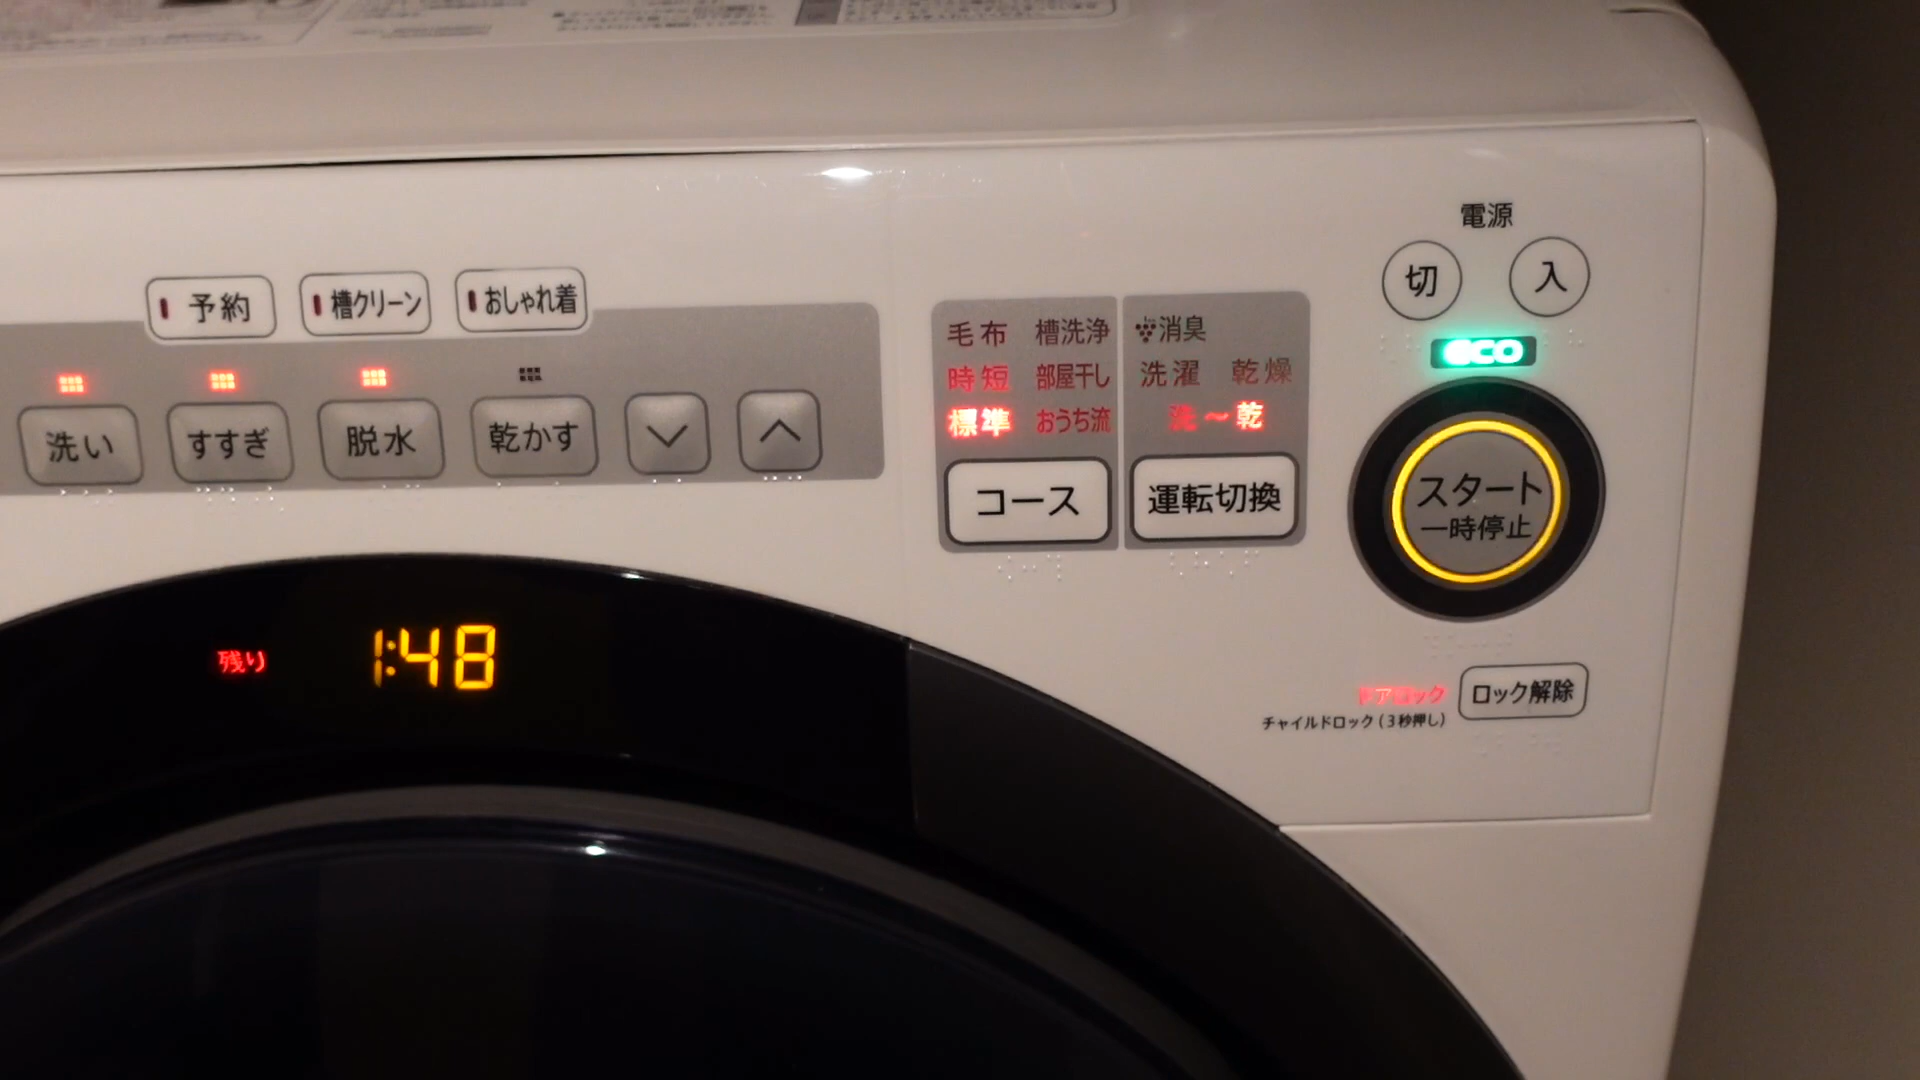 電源
切 入
予約 槽クリーン おしゃれ着
eco
毛布 槽洗浄 消臭
時短 部屋干し 洗濯 乾燥
標準 おうち流 洗～乾
洗い すすぎ 脱水 乾かす
コース 運転切換
スタート
一時停止
残り 1:48
ドアロック ロック解除
チャイルドロック(3秒押し)